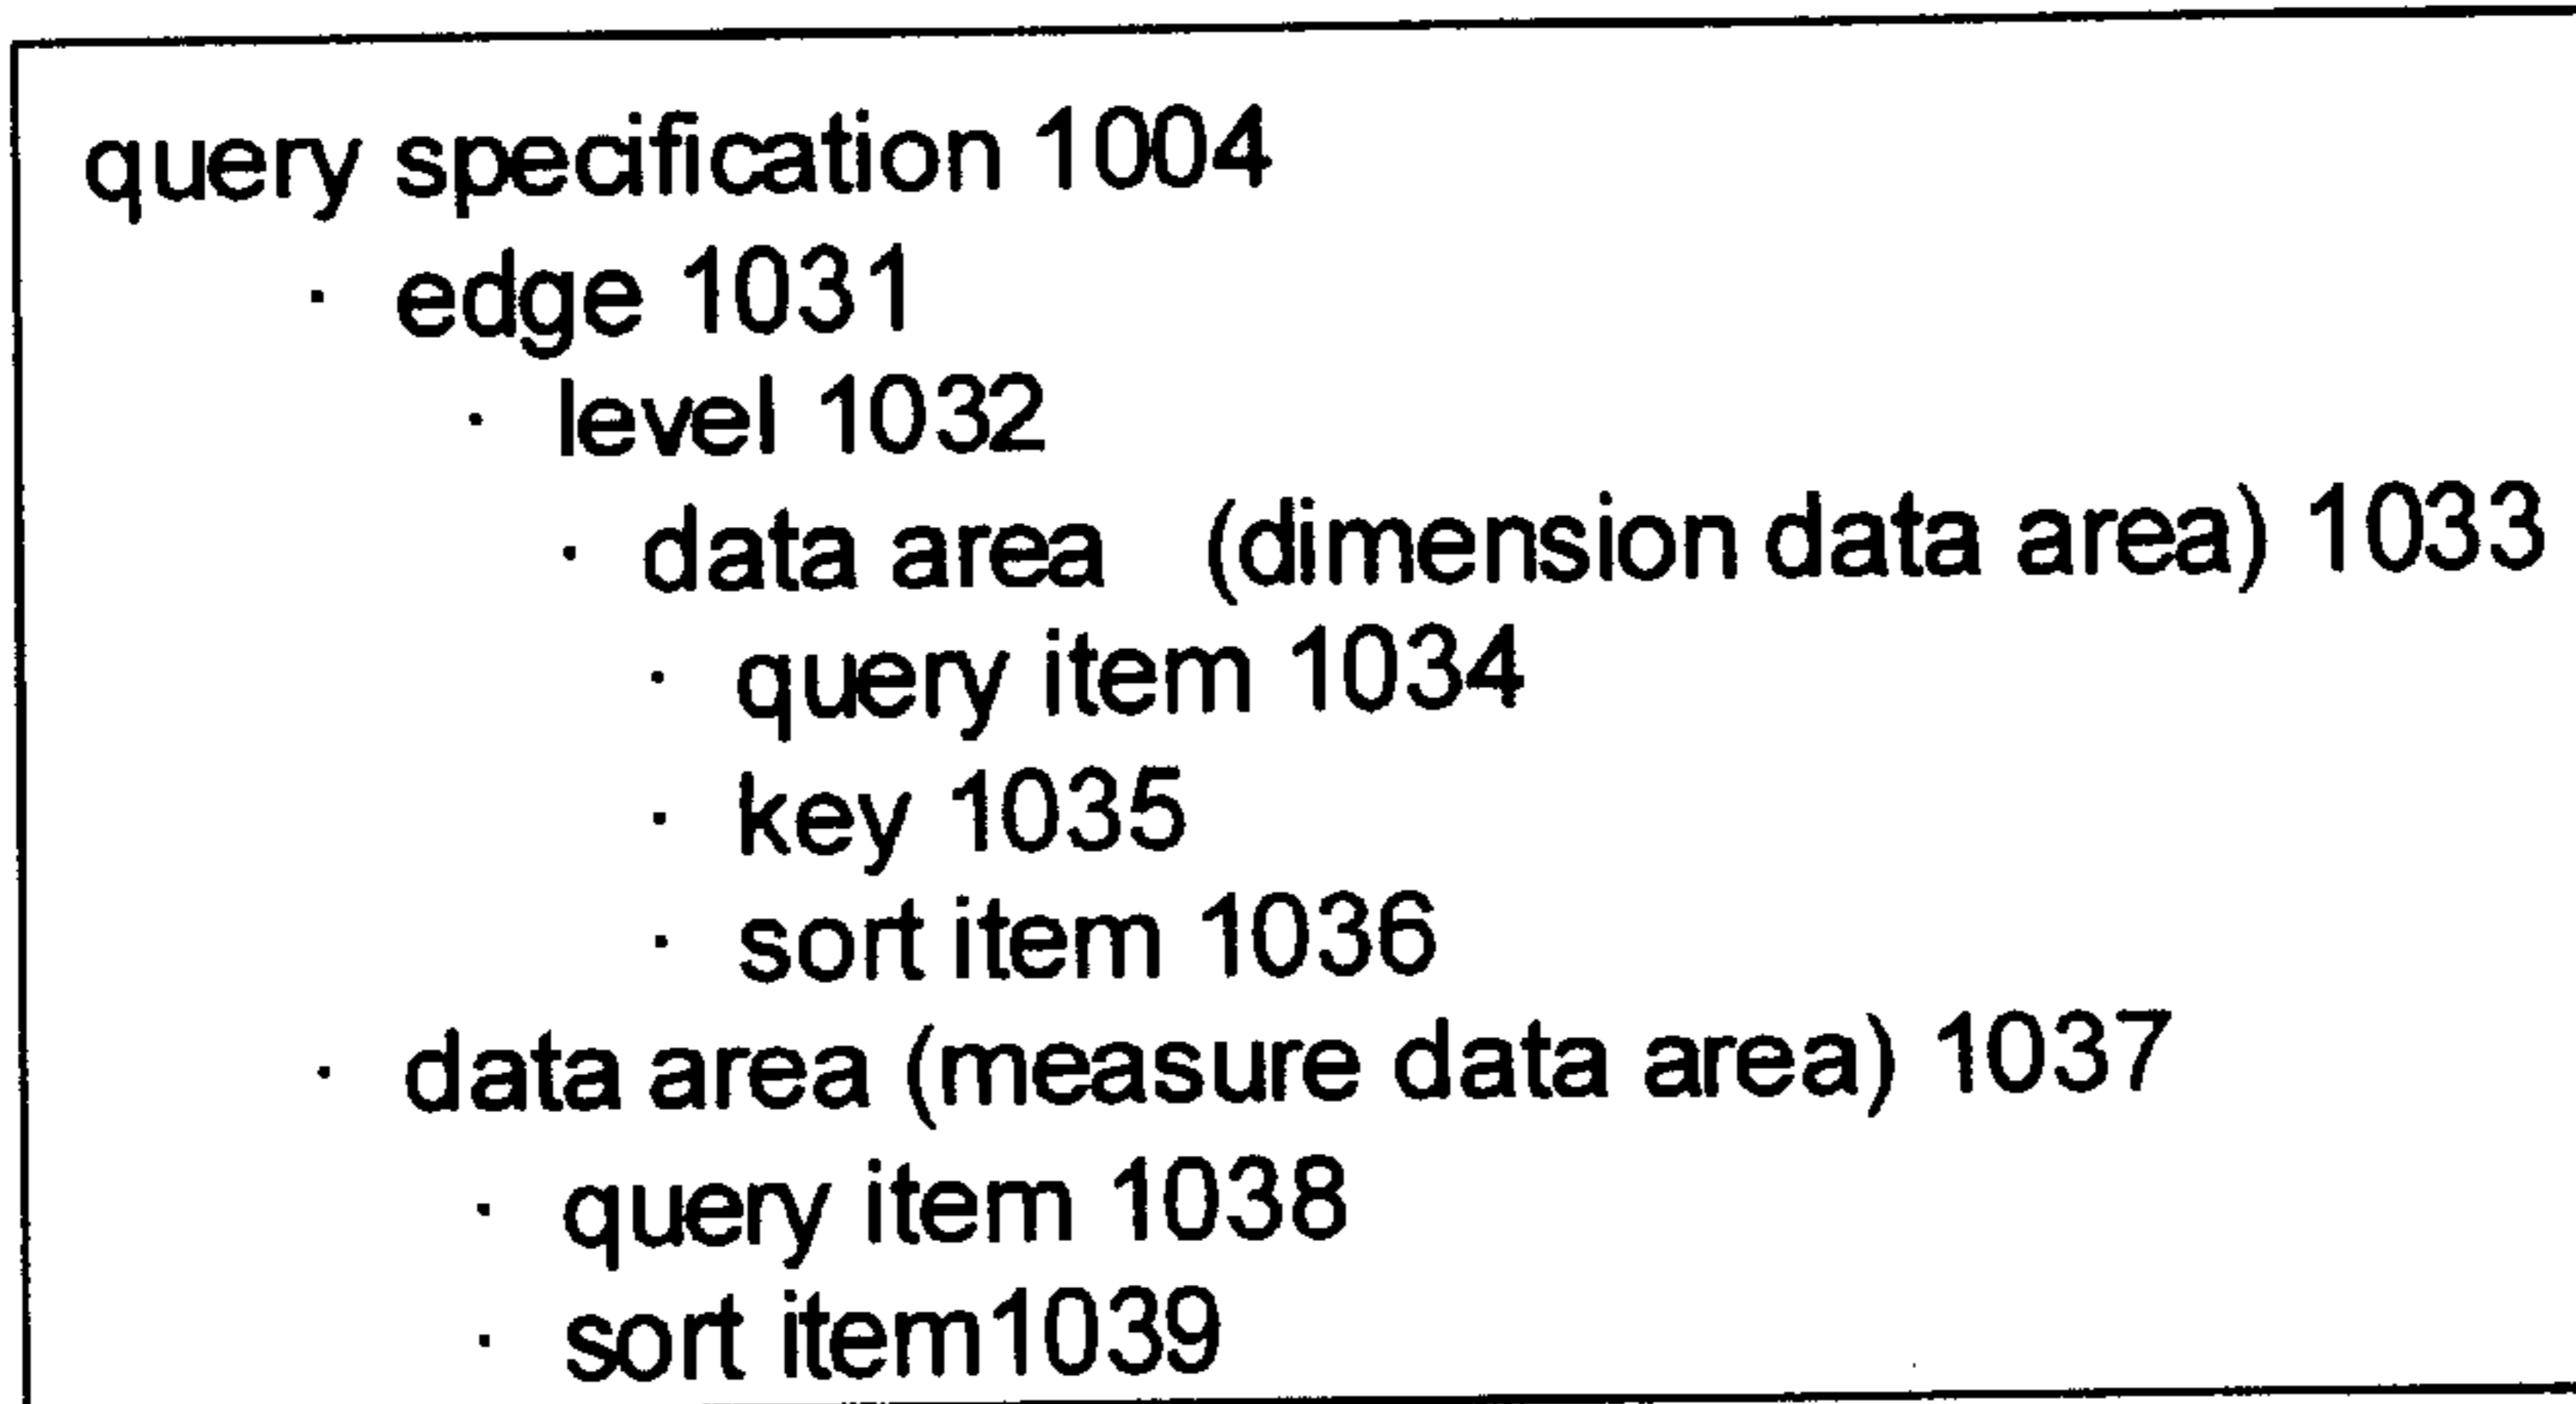 query specification 1004
· edge 1031
· level 1032
· data area (dimension data area) 1033
· query item 1034
· key 1035
· sort item 1036
· data area (measure data area) 1037
· query item 1038
· sort item1039